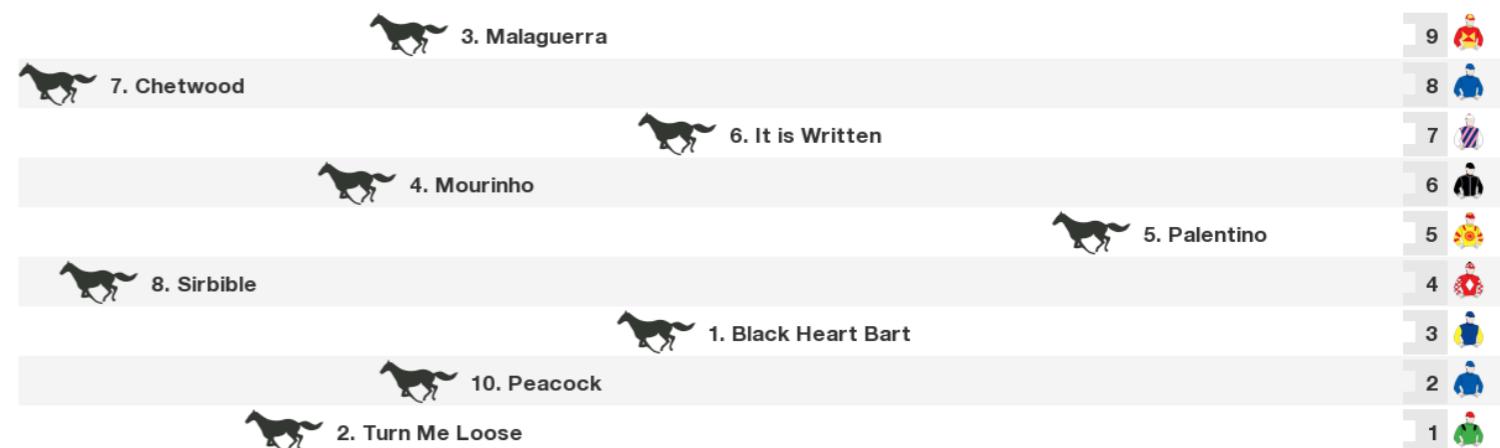 3. Malaguerra 9
7. Chetwood 8
6. It is Written 7
4. Mourinho 6
5. Palentino 5
8. Sirbible 4
1. Black Heart Bart 3
10. Peacock 2
2. Turn Me Loose 1